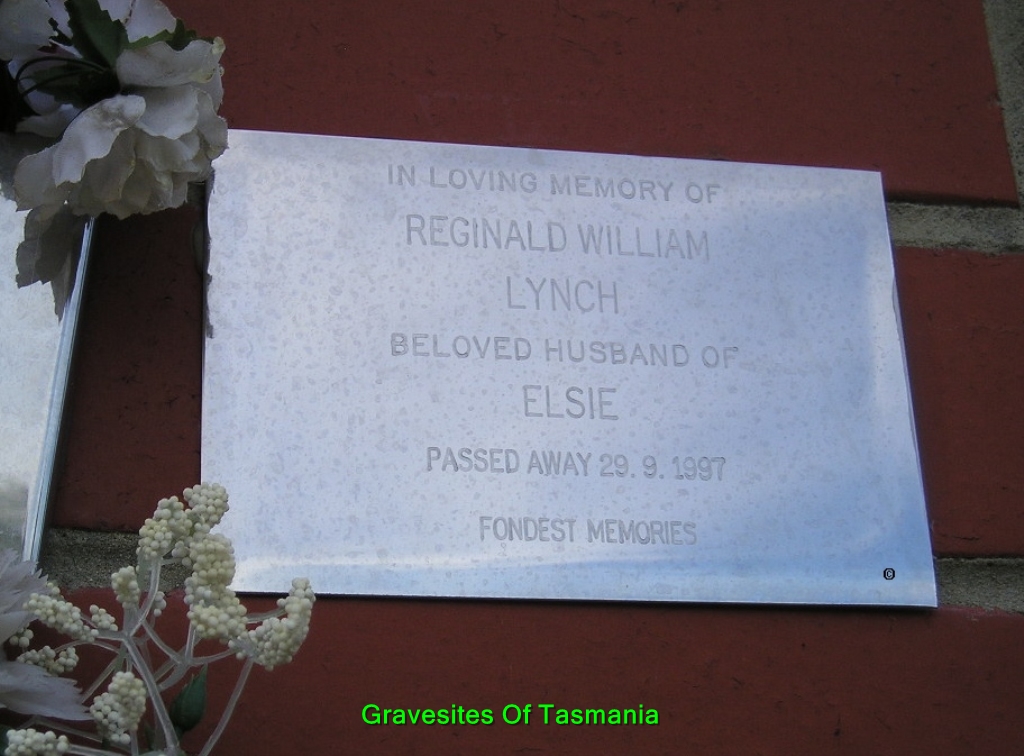 IN LOVING MEMORY OF
REGINALD WILLIAM
LYNCH
BELOVED HUSBAND OF
ELSIE
PASSED AWAY 29. 9. 1997
FONDEST MEMORIES
©
Gravesites Of Tasmania